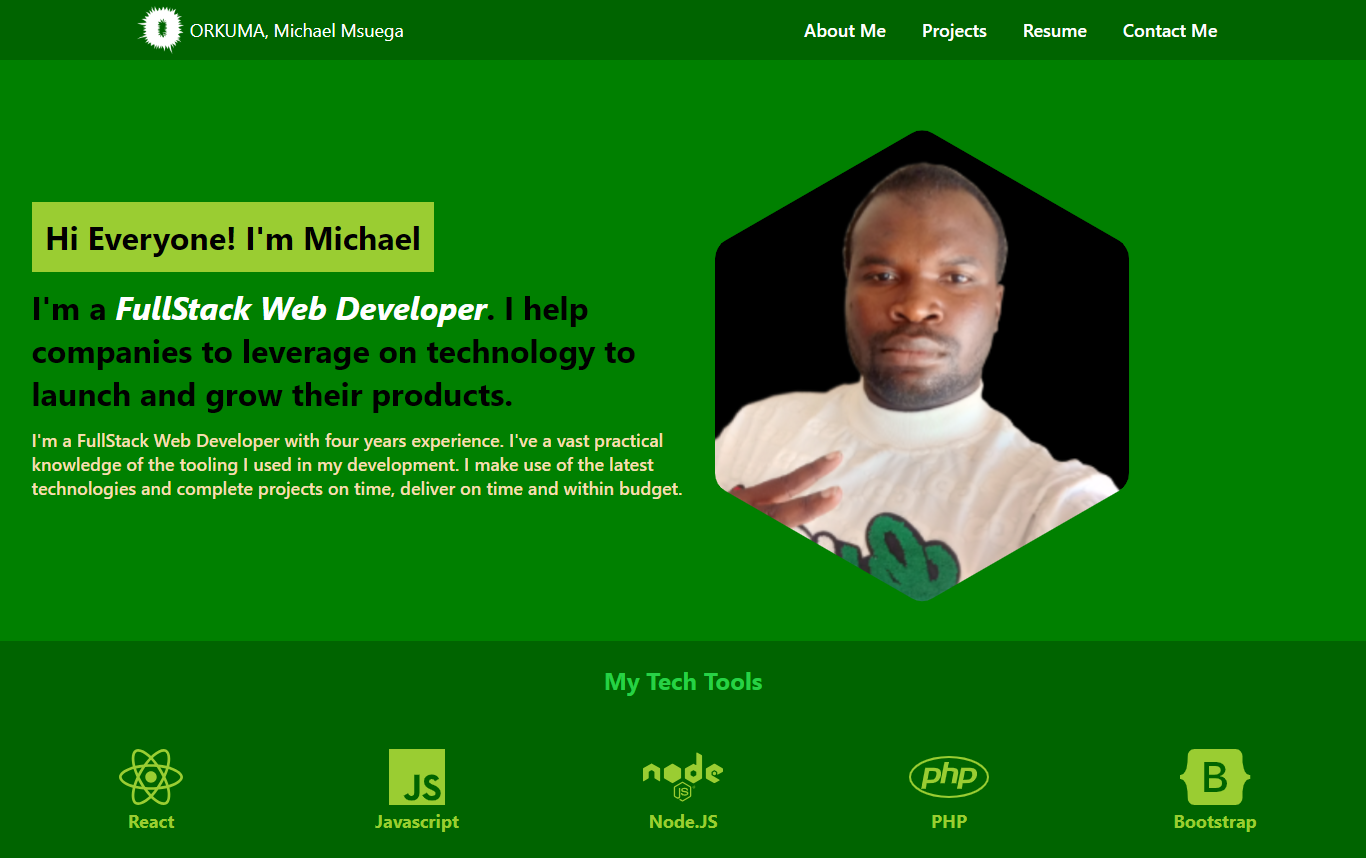 O
ORKUMA, Michael Msuega
About Me
Projects
Resume
Contact Me
Hi Everyone! I'm Michael
I'm a FullStack Web Developer. I help
companies to leverage on technology to
launch and grow their products.
I'm a FullStack Web Developer with four years experience. I've a vast practical
knowledge of the tooling I used in my development. I make use of the latest
technologies and complete projects on time, deliver on time and within budget.
My Tech Tools
JS
node
JS
php
B
React
Javascript
Node.JS
PHP
Bootstrap